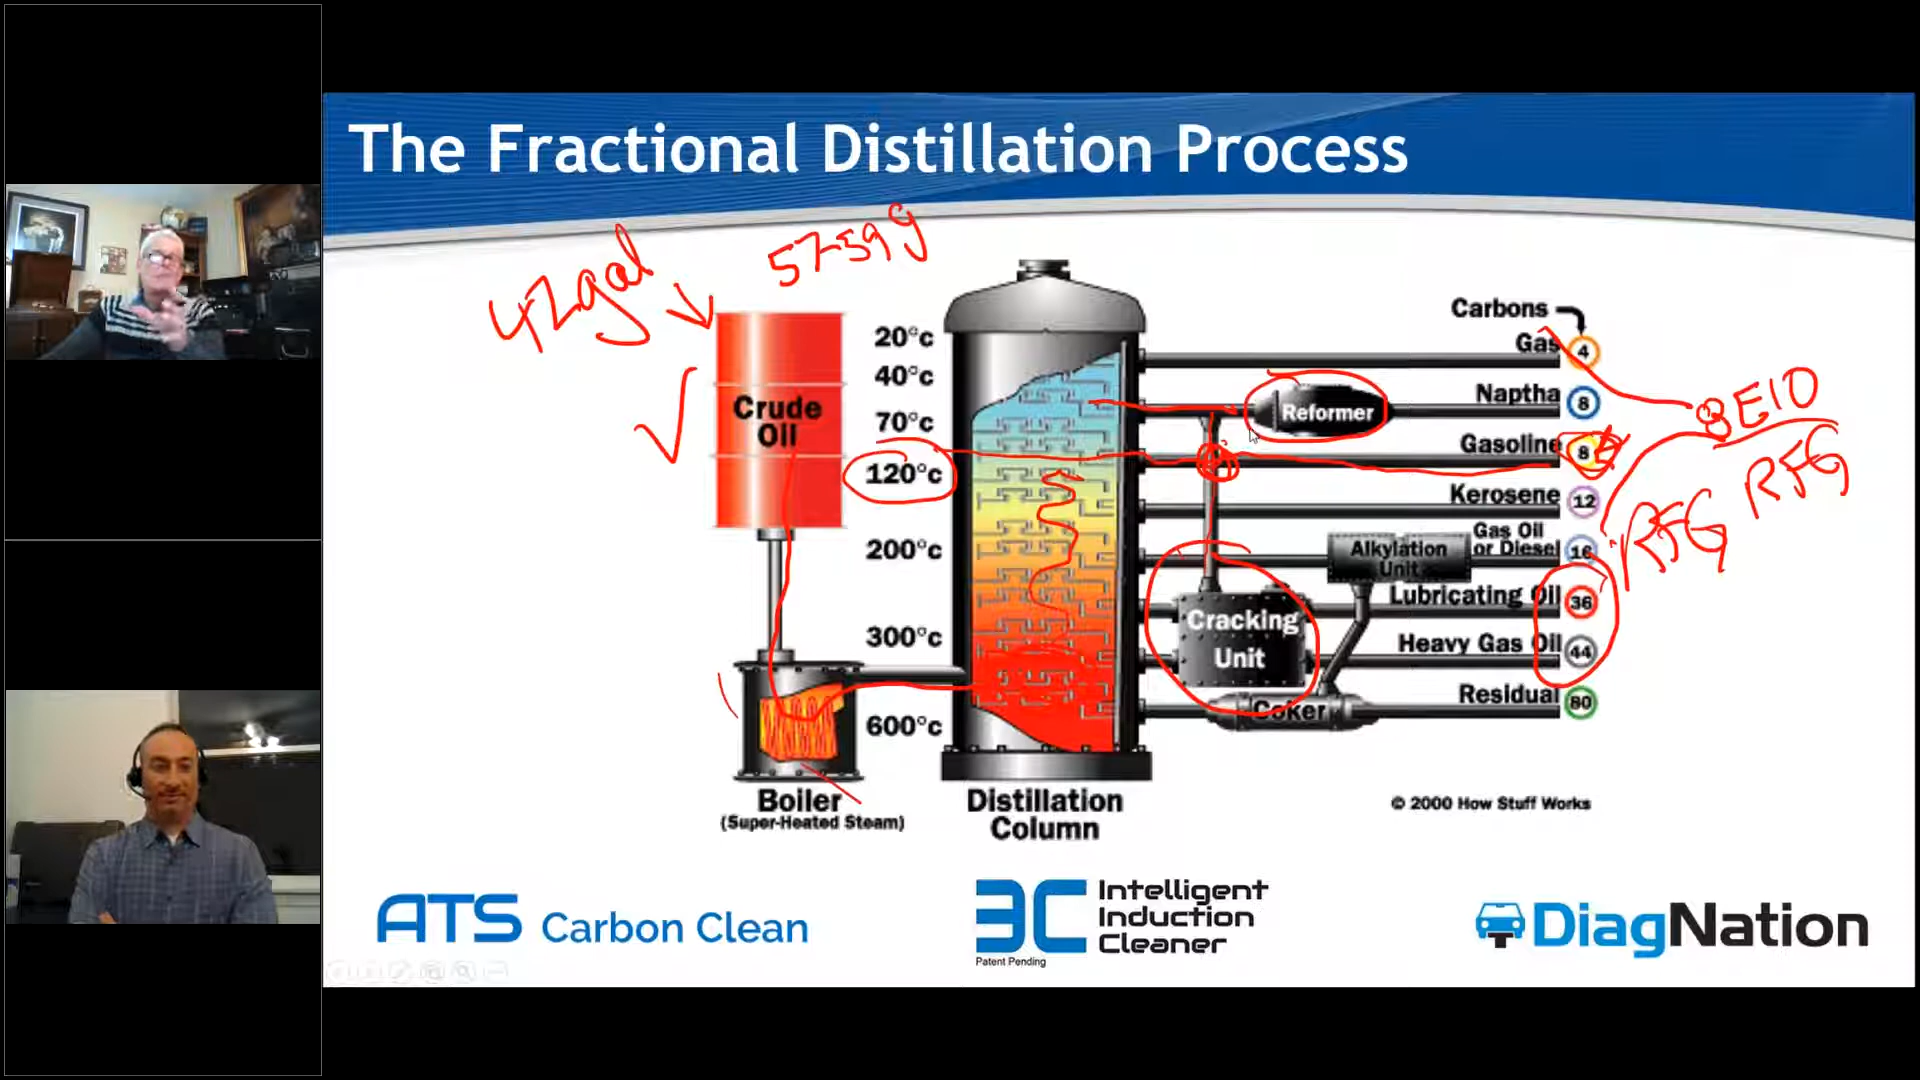 The Fractional Distillation Process
42gal
57-59 g
20°c
40°c
70°c
120°c
200°c
300°c
600°c
Crude
Oil
Boiler
(Super-Heated Steam)
Distillation
Column
Reformer
Cracking
Unit
Alkylation
Unit
Coker
Carbons
Gas 4
Naptha 8
Gasoline 8
Kerosene 12
Gas Oil
or Diesel 16
Lubricating Oil 36
Heavy Gas Oil 44
Residual 80
8 E10
RFG
RFG
© 2000 How Stuff Works
ATS Carbon Clean
3C Intelligent
Induction
Cleaner
Patent Pending
DiagNation